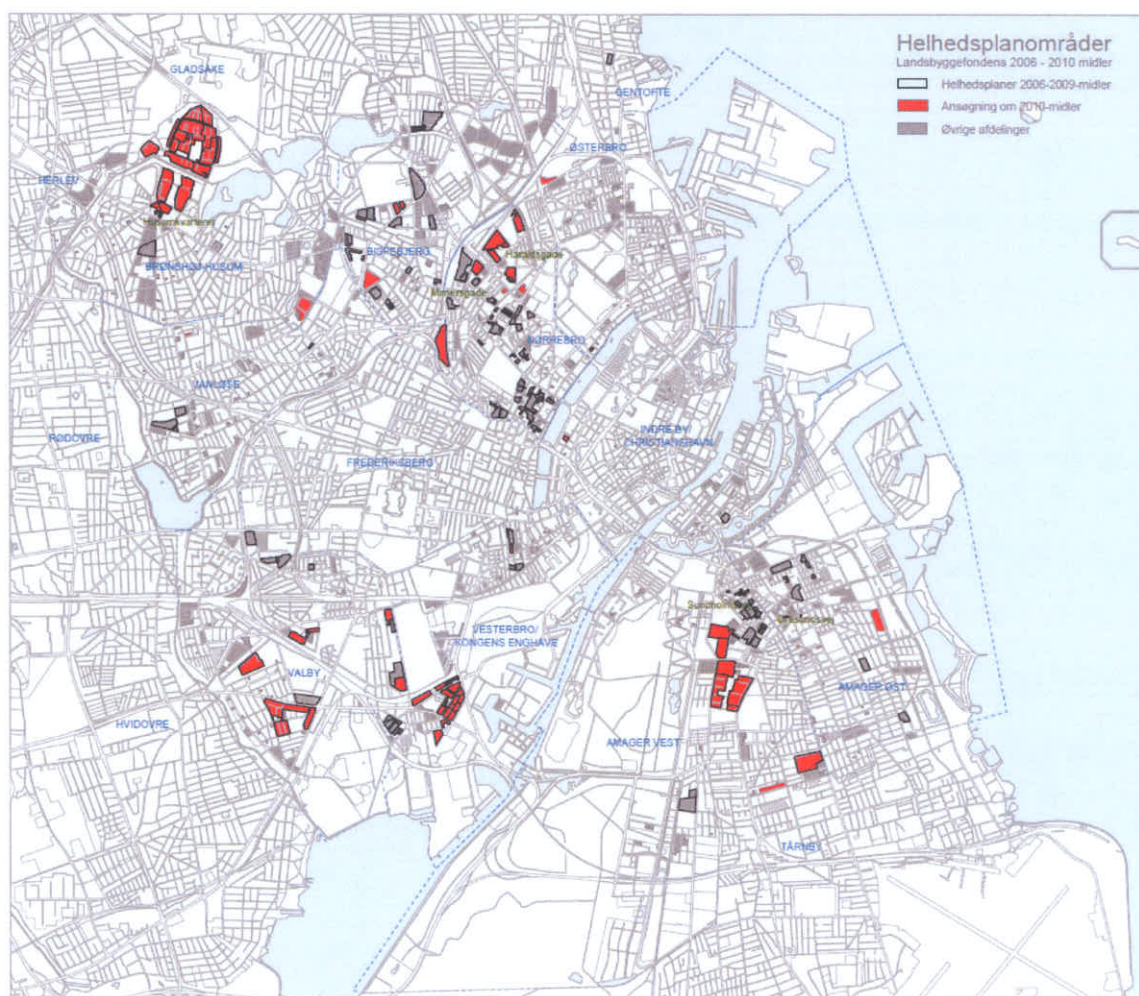 Helhedsplanområder
Landsbyggefondens 2006 - 2010 midler
Helhedsplaner 2006-2009-midler
Ansøgning om 2010-midler
Øvrige afdelinger
GLADSAXE
GENTOFTE
ØSTERBRO
HERLEV
BRØNSHØJ-HUSUM
BISPEBJERG
Haraldsgade
Mimersgade
NØRREBRO
VANLØSE
RØDOVRE
FREDERIKSBERG
INDRE BY/
CHRISTIANSHAVN
VESTERBRO/
KONGENS ENGHAVE
VALBY
HVIDOVRE
AMAGER ØST
AMAGER VEST
TÅRNBY